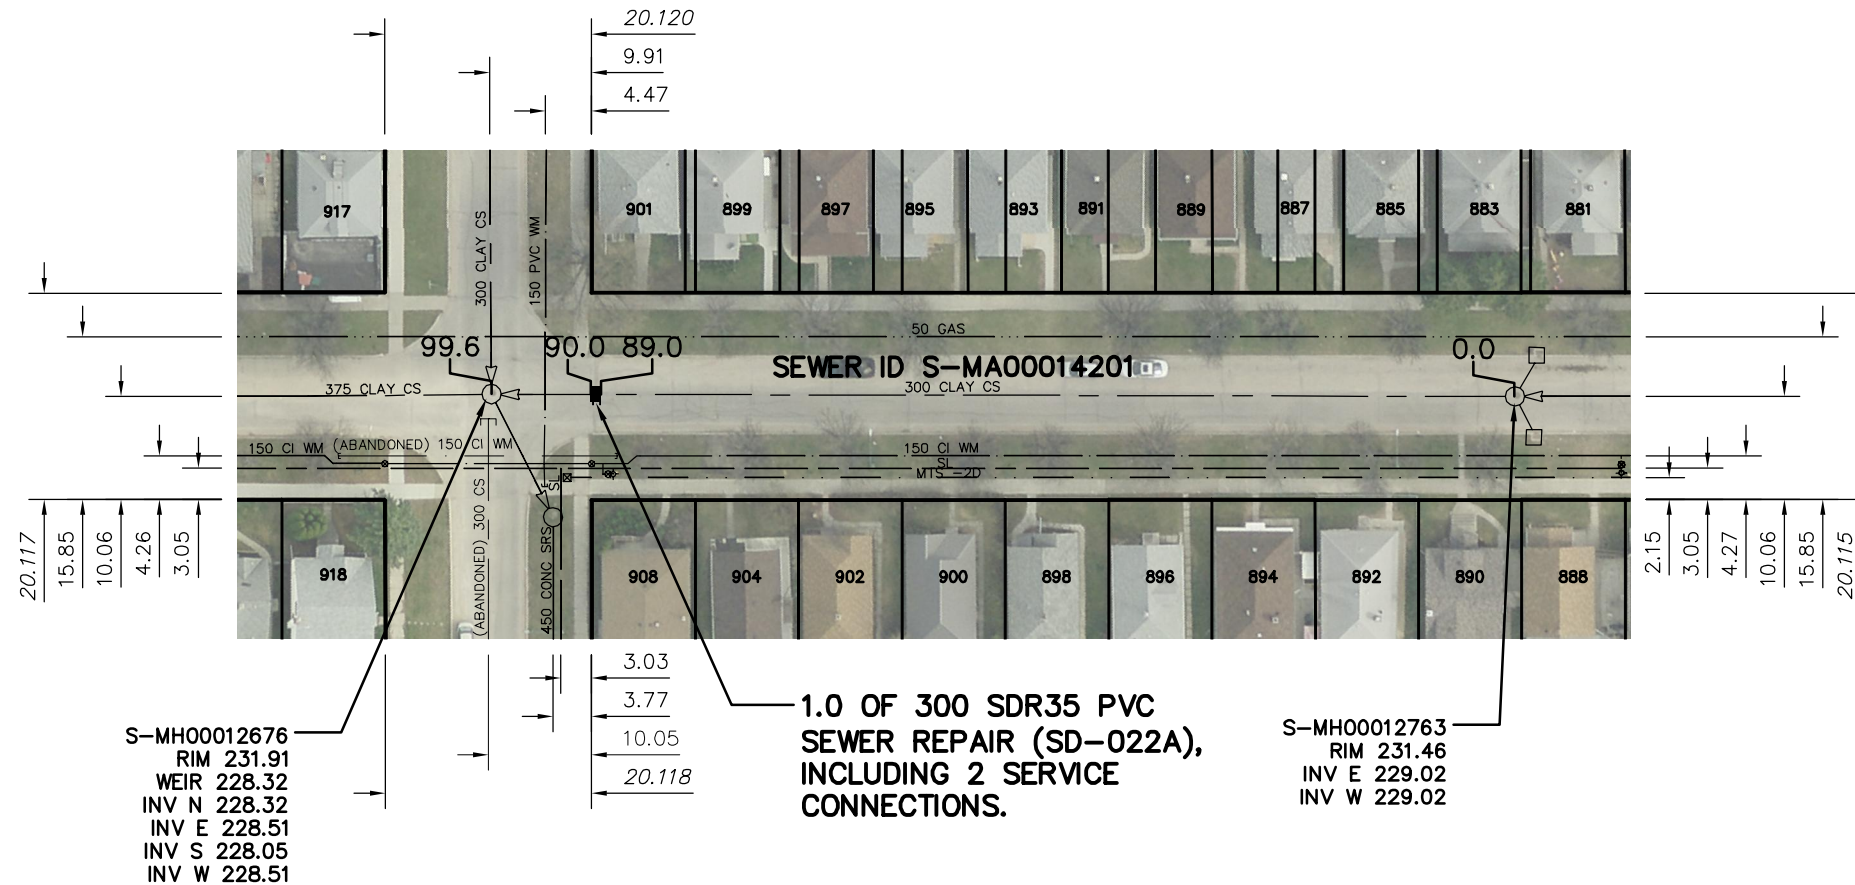 20.120
9.91
4.47
917
901
899
897
895
893
891
889
887
885
883
881
300 CLAY CS
150 PVC WM
50 GAS
99.6
90.0
89.0
0.0
SEWER ID S-MA00014201
375 CLAY CS
300 CLAY CS
150 CI WM
(ABANDONED)
150 CI WM
150 CI WM
SL
MTS -2D
SL
(ABANDONED) 300 CS
450 CONC SRS
20.117
15.85
10.06
4.26
3.05
2.15
3.05
4.27
10.06
15.85
20.115
918
908
904
902
900
898
896
894
892
890
888
3.03
3.77
10.05
20.118
S-MH00012676
RIM 231.91
WEIR 228.32
INV N 228.32
INV E 228.51
INV S 228.05
INV W 228.51
1.0 OF 300 SDR35 PVC
SEWER REPAIR (SD-022A),
INCLUDING 2 SERVICE
CONNECTIONS.
S-MH00012763
RIM 231.46
INV E 229.02
INV W 229.02